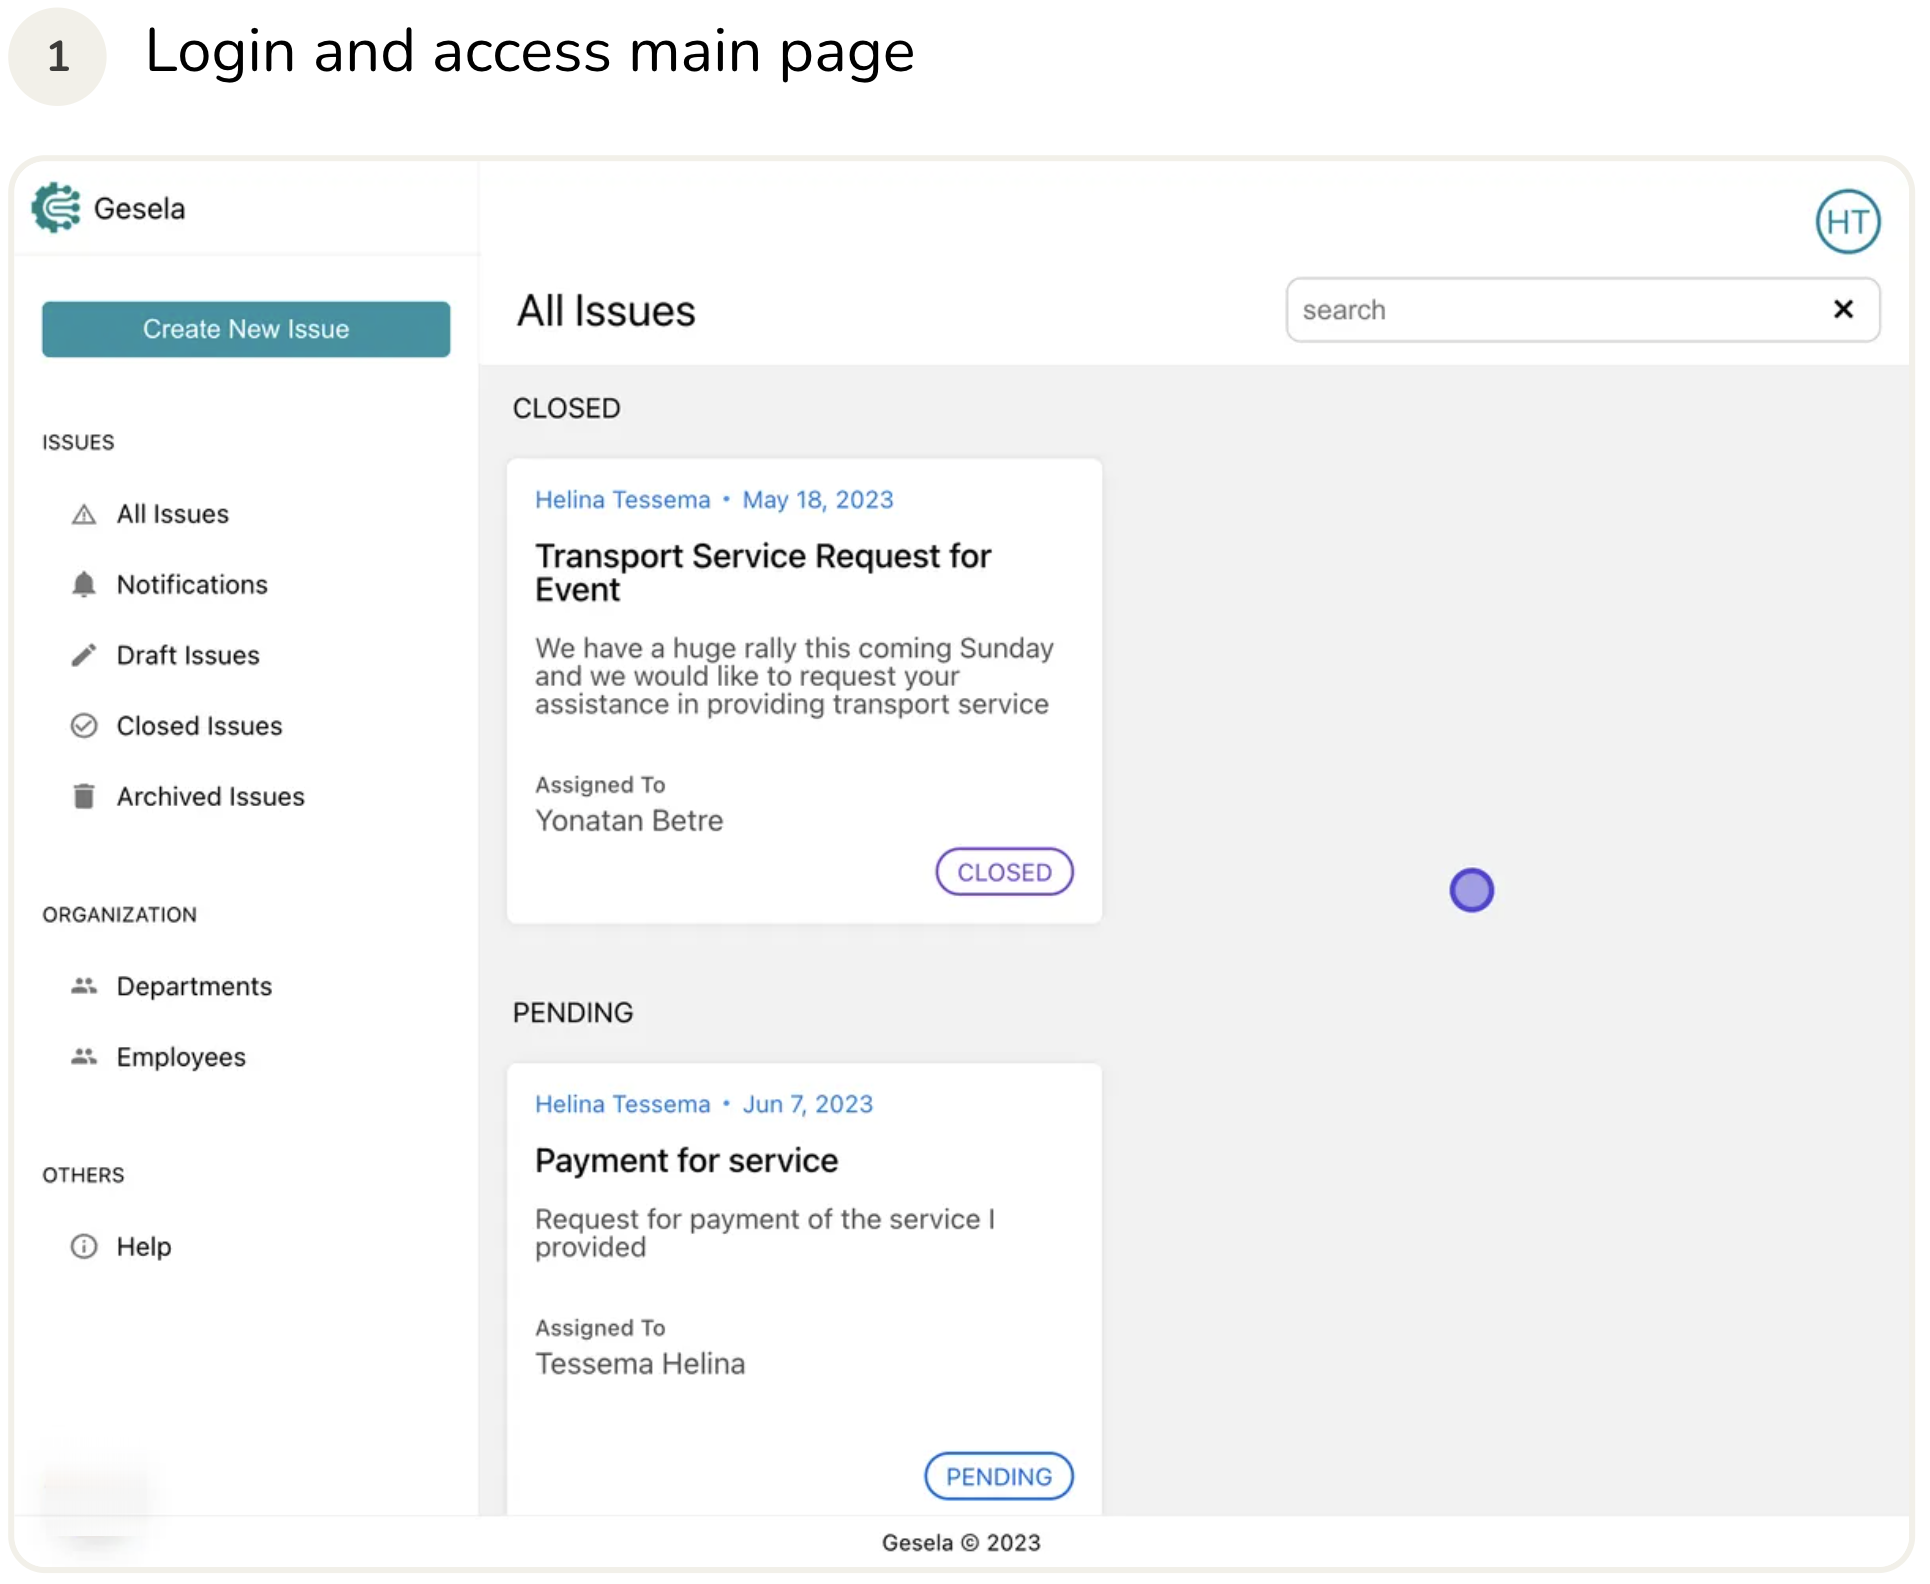 1 Login and access main page
Gesela
HT
Create New Issue
All Issues
search
ISSUES
All Issues
Notifications
Draft Issues
Closed Issues
Archived Issues
ORGANIZATION
Departments
Employees
OTHERS
Help
CLOSED
Helina Tessema • May 18, 2023
Transport Service Request for
Event
We have a huge rally this coming Sunday
and we would like to request your
assistance in providing transport service
Assigned To
Yonatan Betre
CLOSED
PENDING
Helina Tessema • Jun 7, 2023
Payment for service
Request for payment of the service I
provided
Assigned To
Tessema Helina
PENDING
Gesela © 2023